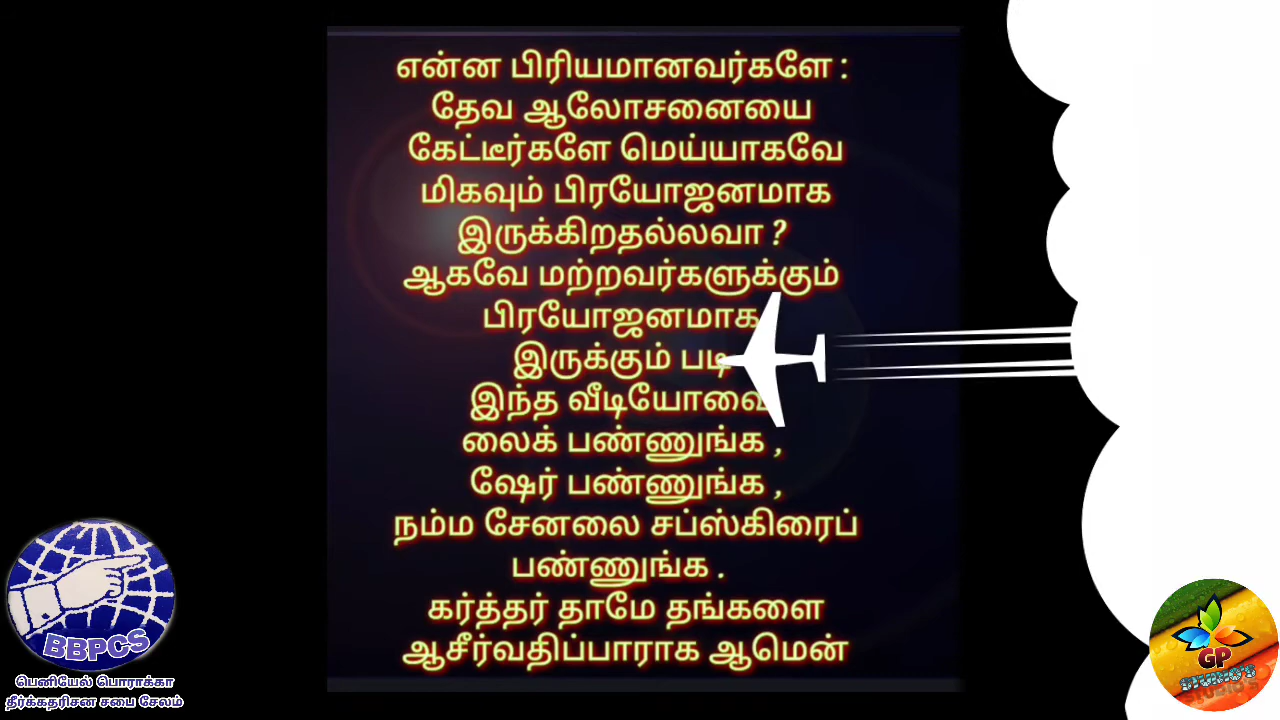 என்ன பிரியமானவர்களே :
தேவ ஆலோசனையை
கேட்டீர்களே மெய்யாகவே
மிகவும் பிரயோஜனமாக
இருக்கிறதல்லவா ?
ஆகவே மற்றவர்களுக்கும்
பிரயோஜனமாக
இருக்கும் படி
இந்த வீடியோவை
லைக் பண்ணுங்க ,
ஷேர் பண்ணுங்க ,
நம்ம சேனலை சப்ஸ்கிரைப்
பண்ணுங்க .
கர்த்தர் தாமே தங்களை
ஆசீர்வதிப்பாராக ஆமென்
BBPCS
பெனியேல் பொராக்கா
தீர்க்கதரிசன சபை சேலம்
GP
STUDIO'S